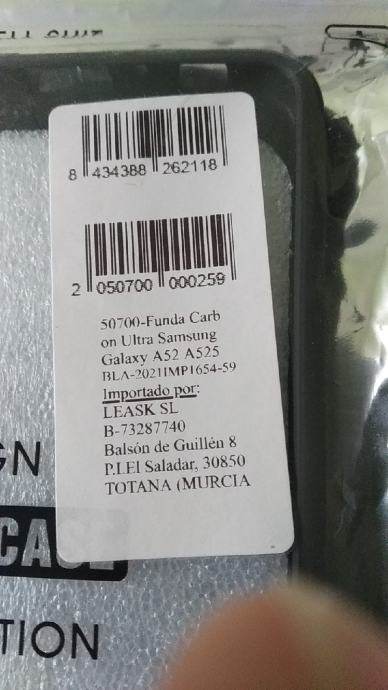 8 434388 262118
2 050700 000259
50700-Funda Carb
on Ultra Samsung
Galaxy A52 A525
BLA-2021IMP1654-59
Importado por:
LEASK SL
B-73287740
Balsón de Guillén 8
P.I.El Saladar, 30850
TOTANA (MURCIA
GN
CASE
TION